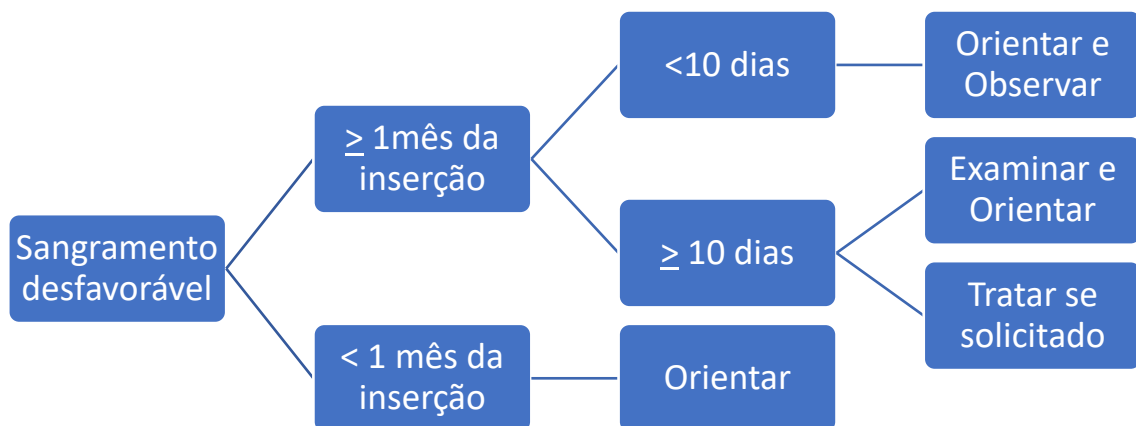 Sangramento
desfavorável
≥ 1mês da
inserção
< 1 mês da
inserção
<10 dias
≥ 10 dias
Orientar
Orientar e
Observar
Examinar e
Orientar
Tratar se
solicitado